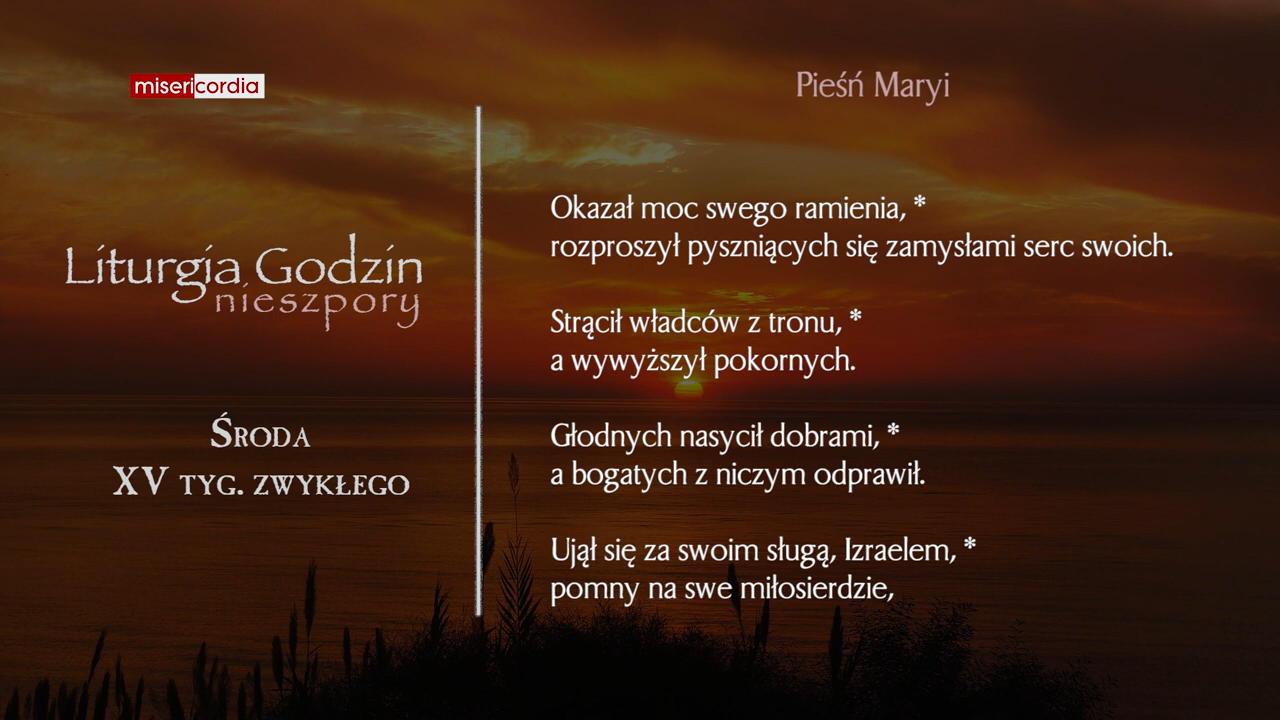 misericordia
Liturgia Godzin
nieszpory
Środa
XV tyg. zwykłego
Pieśń Maryi
Okazał moc swego ramienia, *
rozproszył pyszniących się zamysłami serc swoich.
Strącił władców z tronu, *
a wywyższył pokornych.
Głodnych nasycił dobrami, *
a bogatych z niczym odprawił.
Ujął się za swoim sługą, Izraelem, *
pomny na swe miłosierdzie,